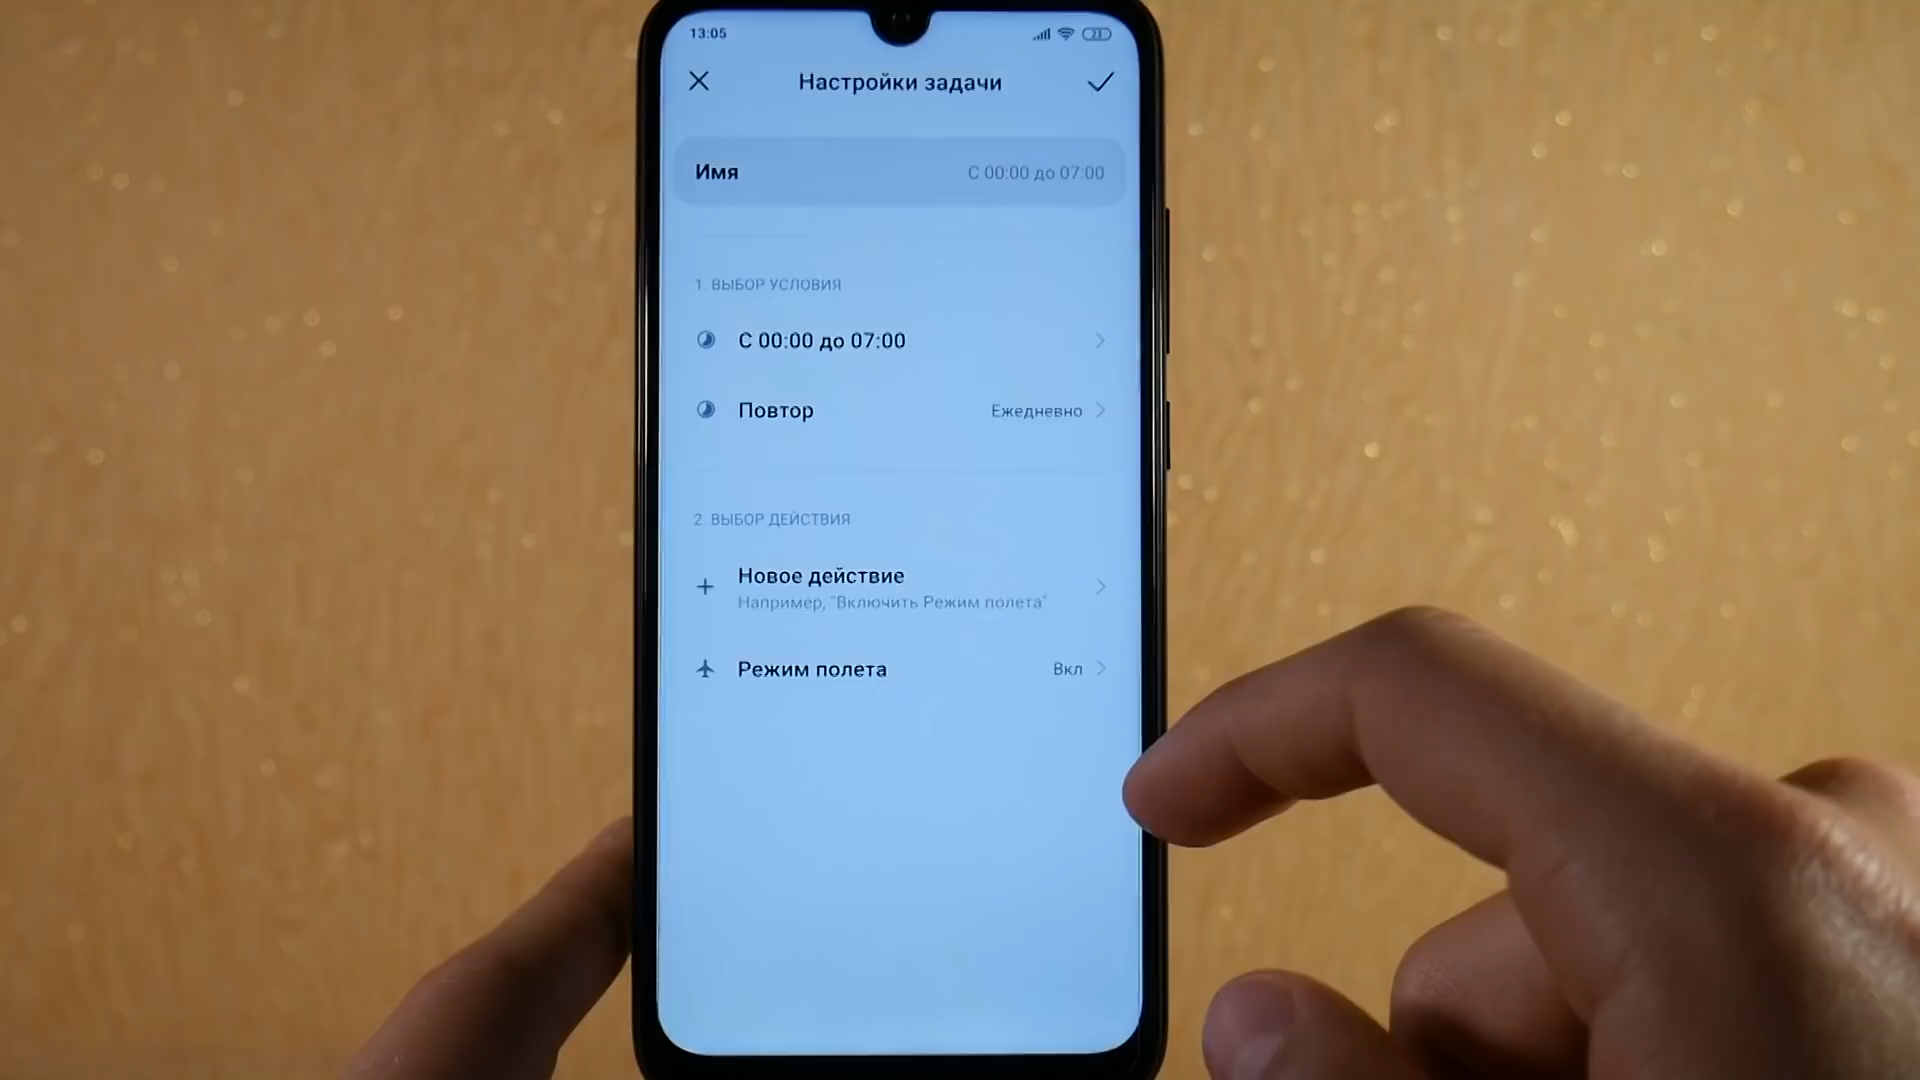 13:05
23
Настройки задачи
Имя
С 00:00 до 07:00
1. ВЫБОР УСЛОВИЯ
С 00:00 до 07:00
Повтор
Ежедневно
2. ВЫБОР ДЕЙСТВИЯ
Новое действие
Например, "Включить Режим полета"
Режим полета
Вкл